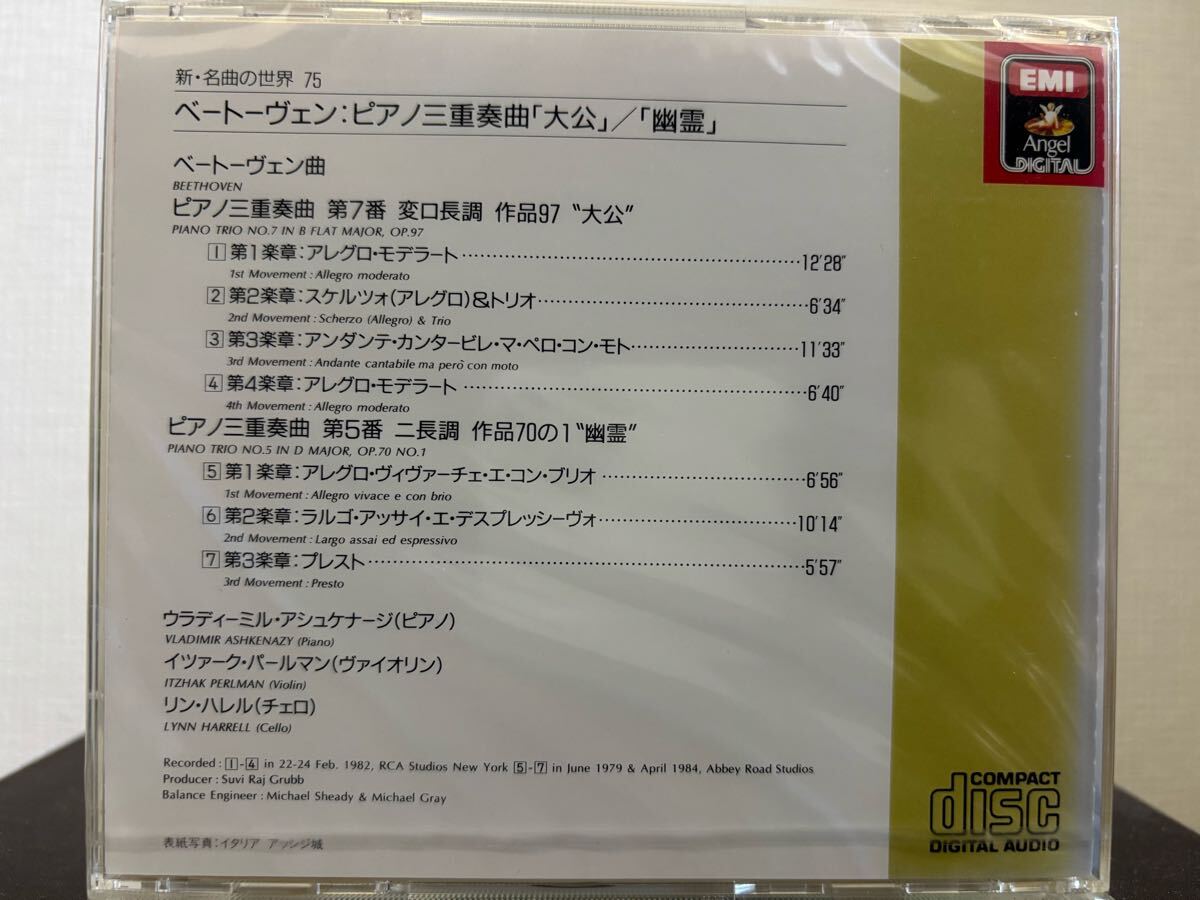 新・名曲の世界 75
ベートーヴェン:ピアノ三重奏曲「大公」/「幽霊」
ベートーヴェン曲
BEETHOVEN
ピアノ三重奏曲 第7番 変ロ長調 作品97 〝大公〟
PIANO TRIO NO.7 IN B FLAT MAJOR, OP.97
1 第1楽章:アレグロ・モデラート 12′28″
1st Movement : Allegro moderato
2 第2楽章:スケルツォ(アレグロ)&トリオ 6′34″
2nd Movement : Scherzo (Allegro) & Trio
3 第3楽章:アンダンテ・カンタービレ・マ・ペロ・コン・モト 11′33″
3rd Movement : Andante cantabile ma però con moto
4 第4楽章:アレグロ・モデラート 6′40″
4th Movement : Allegro moderato
ピアノ三重奏曲 第5番 ニ長調 作品70の1〝幽霊〟
PIANO TRIO NO.5 IN D MAJOR, OP.70 NO.1
5 第1楽章:アレグロ・ヴィヴァーチェ・エ・コン・ブリオ 6′56″
1st Movement : Allegro vivace e con brio
6 第2楽章:ラルゴ・アッサイ・エ・デスプレッシーヴォ 10′14″
2nd Movement : Largo assai ed espressivo
7 第3楽章:プレスト 5′57″
3rd Movement : Presto
ウラディーミル・アシュケナージ(ピアノ)
VLADIMIR ASHKENAZY (Piano)
イツァーク・パールマン(ヴァイオリン)
ITZHAK PERLMAN (Violin)
リン・ハレル(チェロ)
LYNN HARRELL (Cello)
Recorded : 1-4 in 22-24 Feb. 1982, RCA Studios New York 5-7 in June 1979 & April 1984, Abbey Road Studios
Producer : Suvi Raj Grubb
Balance Engineer : Michael Sheady & Michael Gray
表紙写真:イタリア アッシジ城
EMI
Angel
DIGITAL
COMPACT
disc
DIGITAL AUDIO